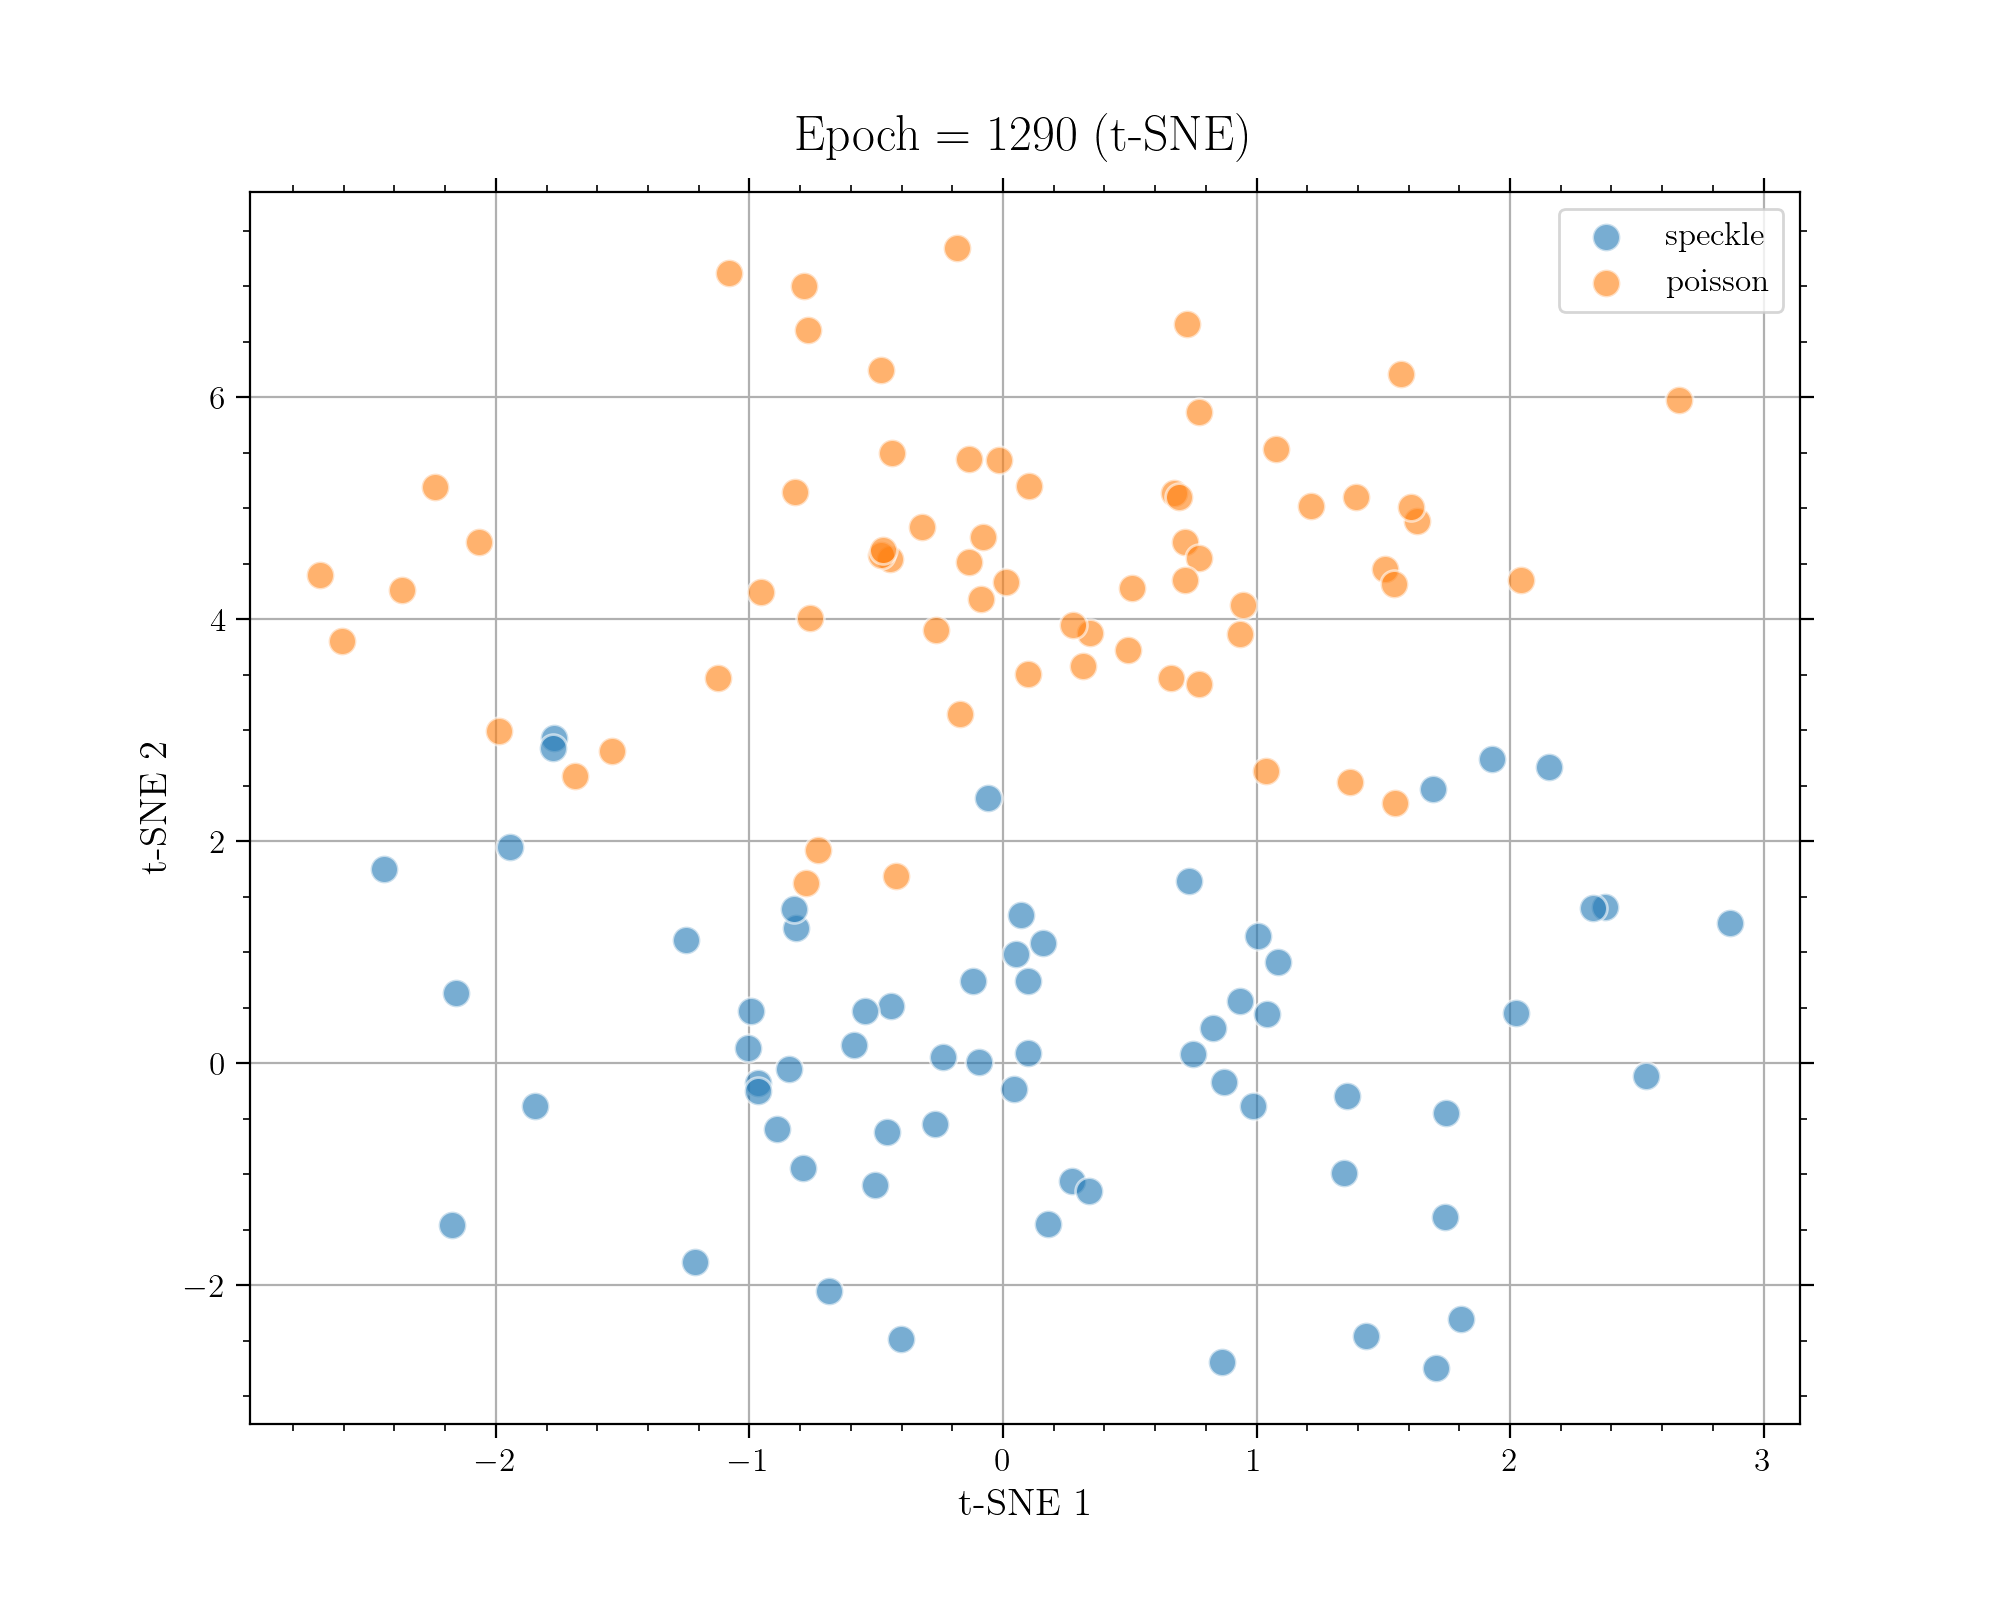 Epoch = 1290 (t-SNE)
speckle
poisson
6
4
2
0
−2
t-SNE 2
−2
−1
0
1
2
3
t-SNE 1